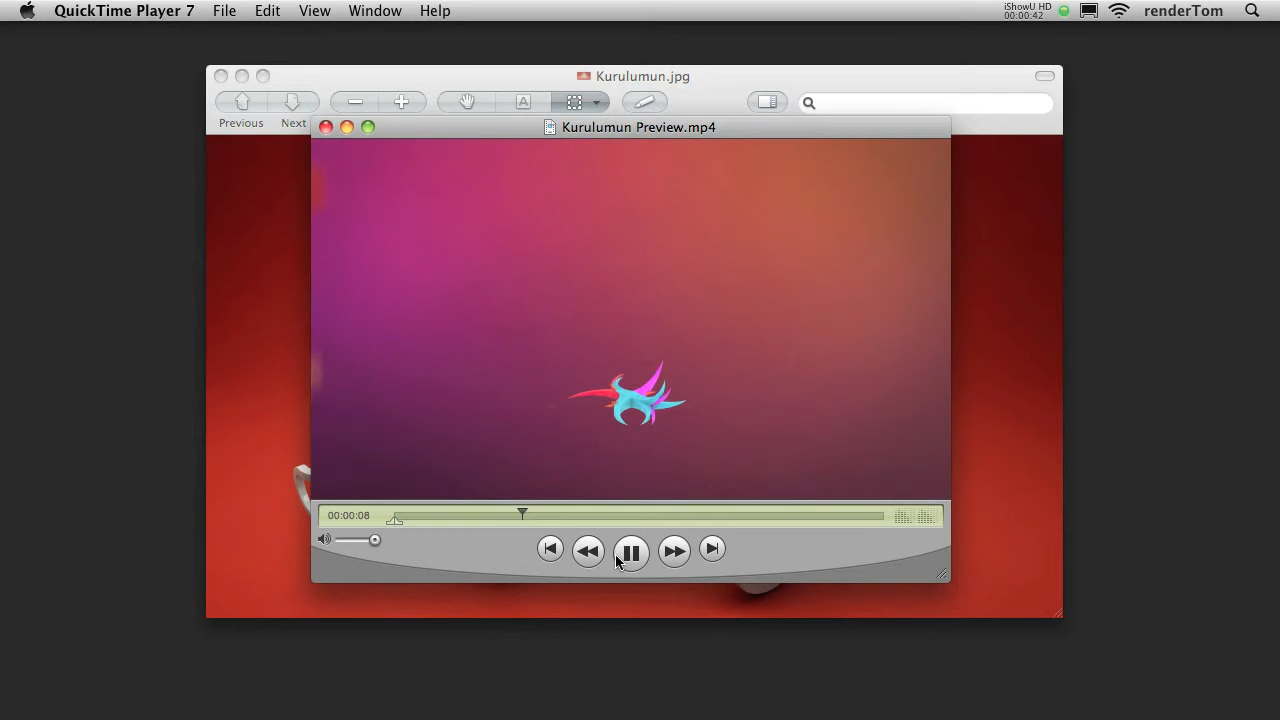 QuickTime Player 7 File Edit View Window Help
iShowU HD
00:00:42
renderTom
Kurulumun.jpg
A
Previous Next
Kurulumun Preview.mp4
00:00:08